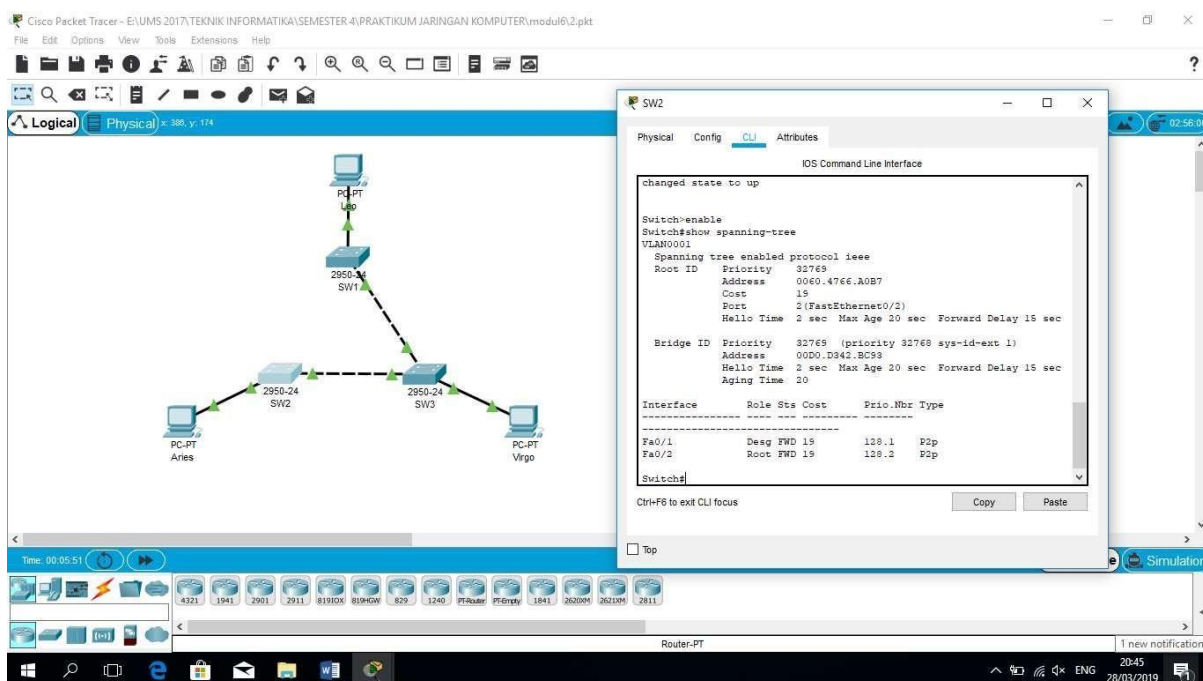 Cisco Packet Tracer - E:\UMS 2017\TEKNIK INFORMATIKA\SEMESTER 4\PRAKTIKUM JARINGAN KOMPUTER\modul6\2.pkt
File Edit Options View Tools Extensions Help
?
Logical Physical x: 386, y: 174
02:56:0
PC-PT
Leo
2950-24
SW1
2950-24
SW2
2950-24
SW3
PC-PT
Aries
PC-PT
Virgo
SW2
Physical Config CLI Attributes
IOS Command Line Interface
changed state to up
Switch>enable
Switch#show spanning-tree
VLAN0001
Spanning tree enabled protocol ieee
Root ID Priority 32769
Address 0060.4766.A0B7
Cost 19
Port 2(FastEthernet0/2)
Hello Time 2 sec Max Age 20 sec Forward Delay 15 sec
Bridge ID Priority 32769 (priority 32768 sys-id-ext 1)
Address 00D0.D342.BC93
Hello Time 2 sec Max Age 20 sec Forward Delay 15 sec
Aging Time 20
Interface Role Sts Cost Prio.Nbr Type
---------------- ---- --- --------- --------
--------------------------------
Fa0/1 Desg FWD 19 128.1 P2p
Fa0/2 Root FWD 19 128.2 P2p
Switch#
Ctrl+F6 to exit CLI focus Copy Paste
Top
Time: 00:05:51 e Simulation
4321 1941 2901 2911 819IOX 819HGW 829 1240 PT-Router PT-Empty 1841 2620XM 2621XM 2811
Router-PT
1 new notification
ENG
20:45
28/03/2019